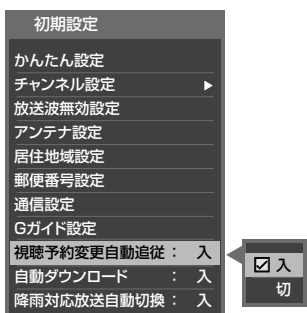 初期設定
かんたん設定
チャンネル設定 ▶
放送波無効設定
アンテナ設定
居住地域設定
郵便番号設定
通信設定
Gガイド設定
視聴予約変更自動追従： 入
自動ダウンロード ： 入
降雨対応放送自動切換： 入
☑ 入
切